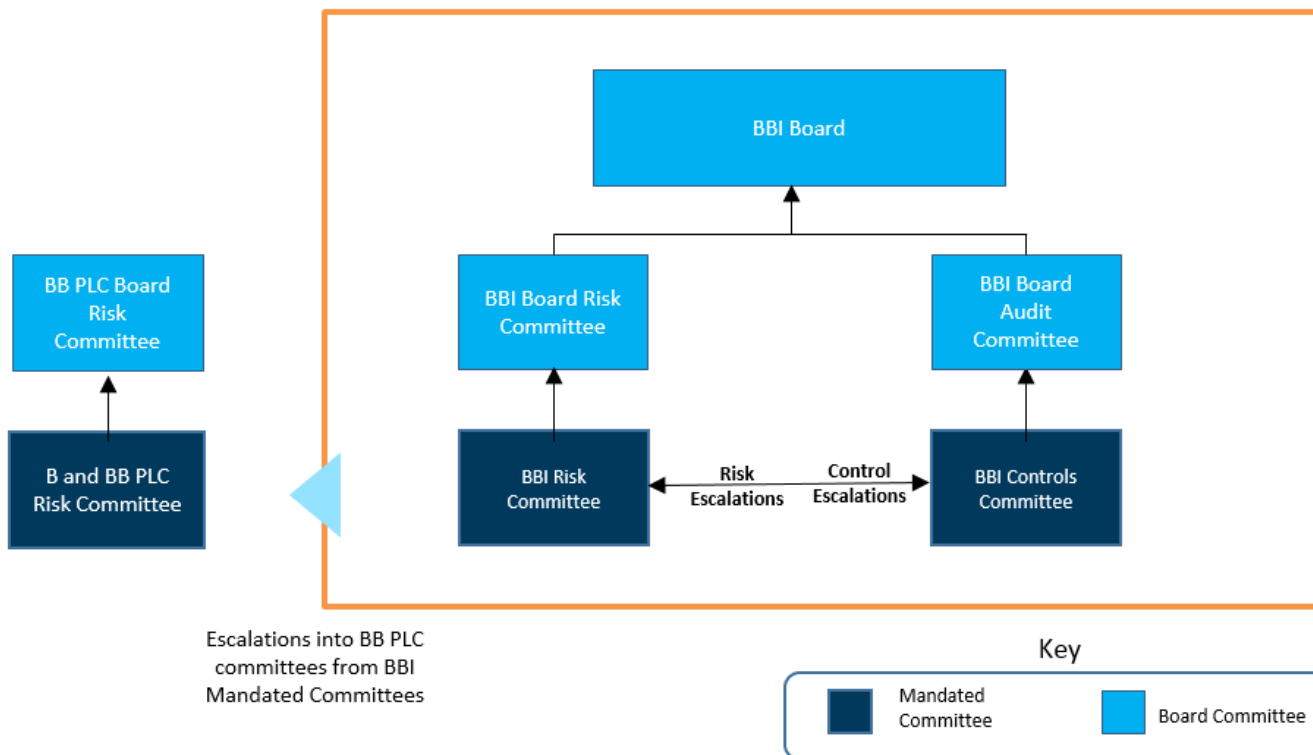 BBI Board
BB PLC Board
Risk
Committee
BBI Board Risk
Committee
BBI Board
Audit
Committee
B and BB PLC
Risk Committee
BBI Risk
Committee
Risk
Escalations
Control
Escalations
BBI Controls
Committee
Escalations into BB PLC
committees from BBI
Mandated Committees
Key
Mandated
Committee
Board Committee